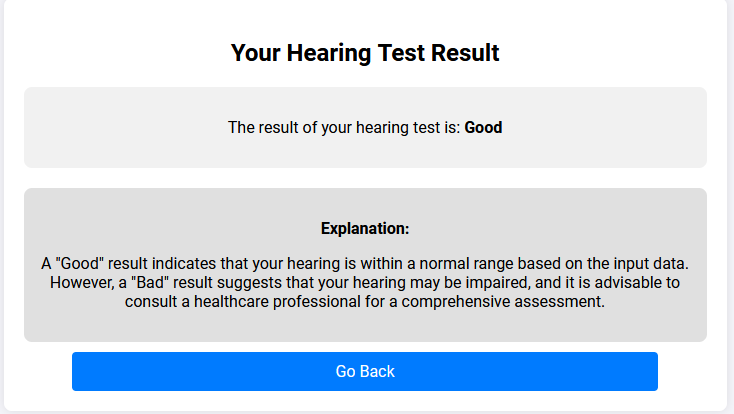 Your Hearing Test Result
The result of your hearing test is: Good
Explanation:
A "Good" result indicates that your hearing is within a normal range based on the input data.
However, a "Bad" result suggests that your hearing may be impaired, and it is advisable to
consult a healthcare professional for a comprehensive assessment.
Go Back